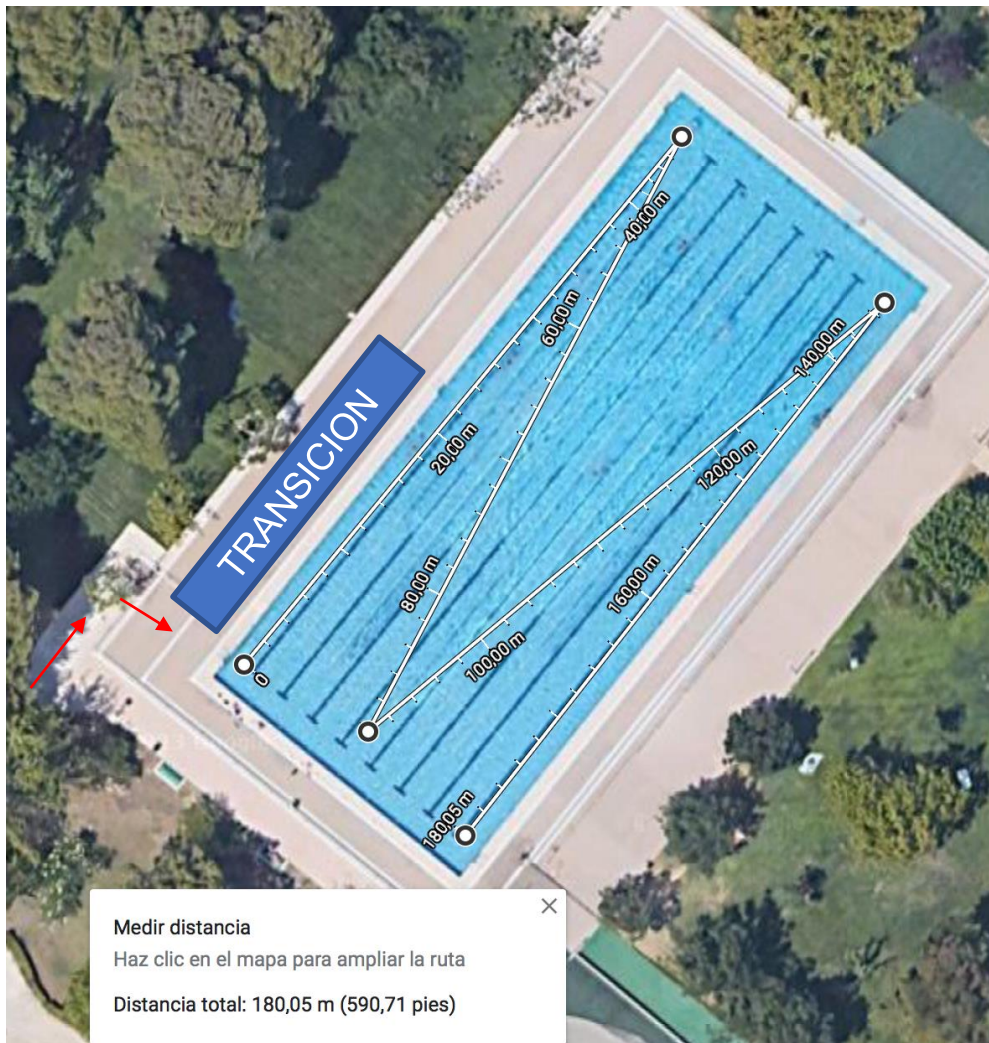 40,00 m
60,00 m
140,00 m
20,00 m
120,00 m
TRANSICION
80,00 m
160,00 m
100,00 m
0
180,05 m
Medir distancia
Haz clic en el mapa para ampliar la ruta
Distancia total: 180,05 m (590,71 pies)